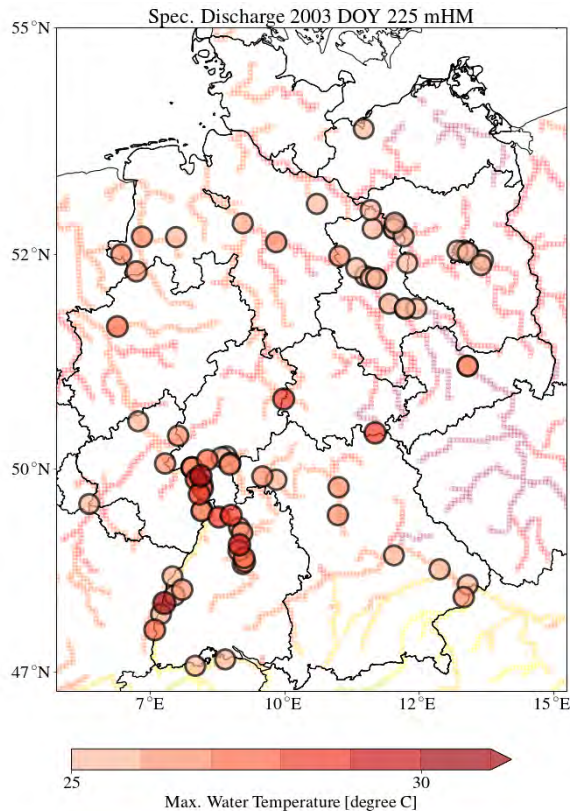 Spec. Discharge 2003 DOY 225 mHM
55°N
52°N
50°N
47°N
7°E
10°E
12°E
15°E
25
30
Max. Water Temperature [degree C]